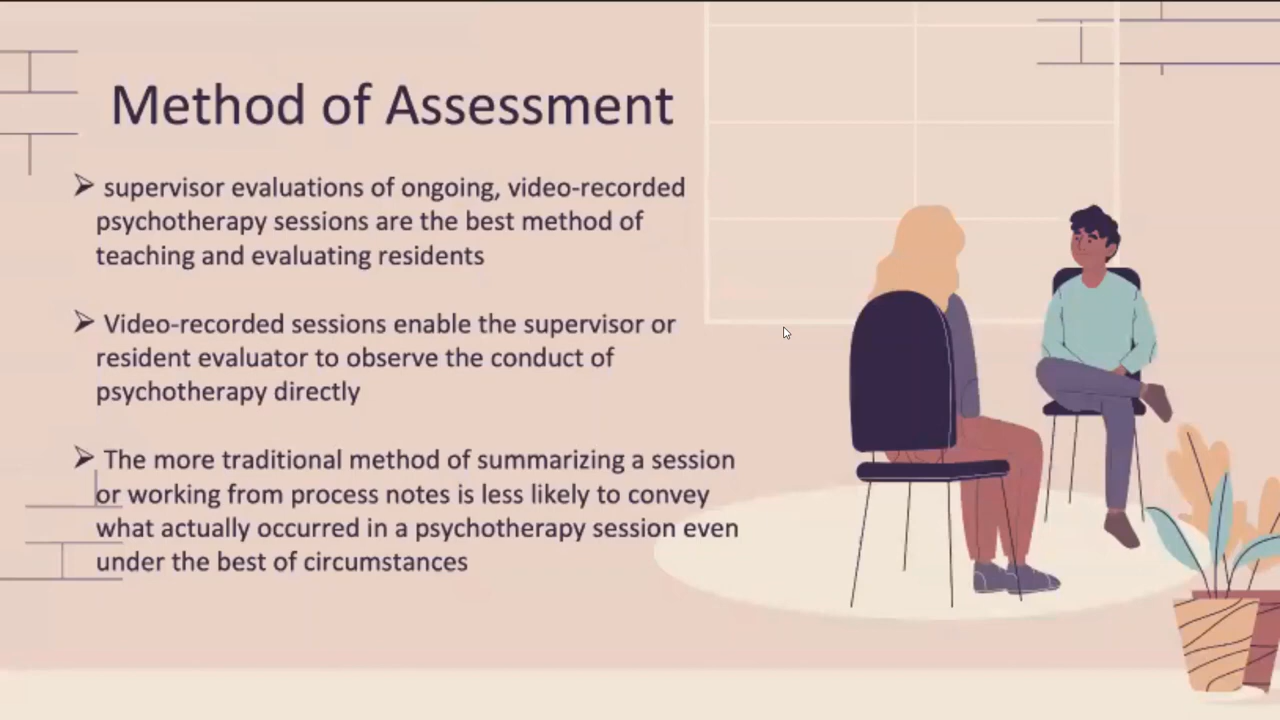 Method of Assessment
➢ supervisor evaluations of ongoing, video-recorded
psychotherapy sessions are the best method of
teaching and evaluating residents
➢ Video-recorded sessions enable the supervisor or
resident evaluator to observe the conduct of
psychotherapy directly
➢ The more traditional method of summarizing a session
or working from process notes is less likely to convey
what actually occurred in a psychotherapy session even
under the best of circumstances